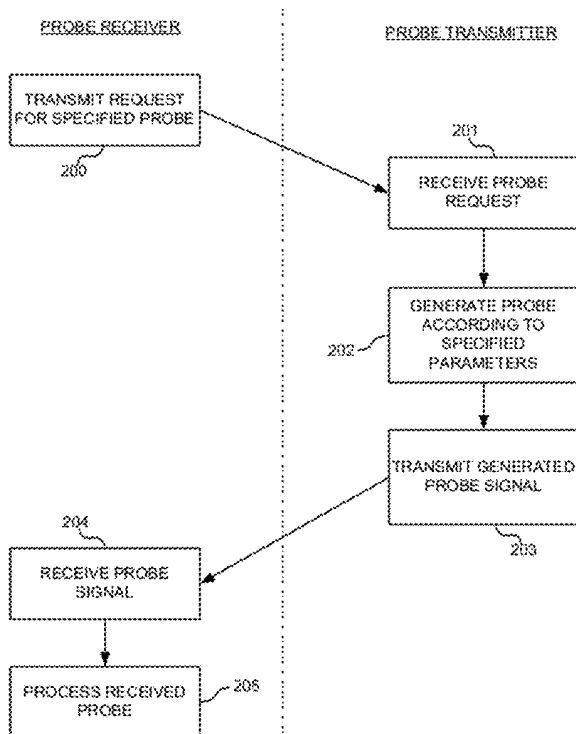 PROBE RECEIVER
PROBE TRANSMITTER
TRANSMIT REQUEST
FOR SPECIFIED PROBE
200
201
RECEIVE PROBE
REQUEST
GENERATE PROBE
ACCORDING TO
SPECIFIED
PARAMETERS
202
TRANSMIT GENERATED
PROBE SIGNAL
203
204
RECEIVE PROBE
SIGNAL
PROCESS RECEIVED
PROBE
205